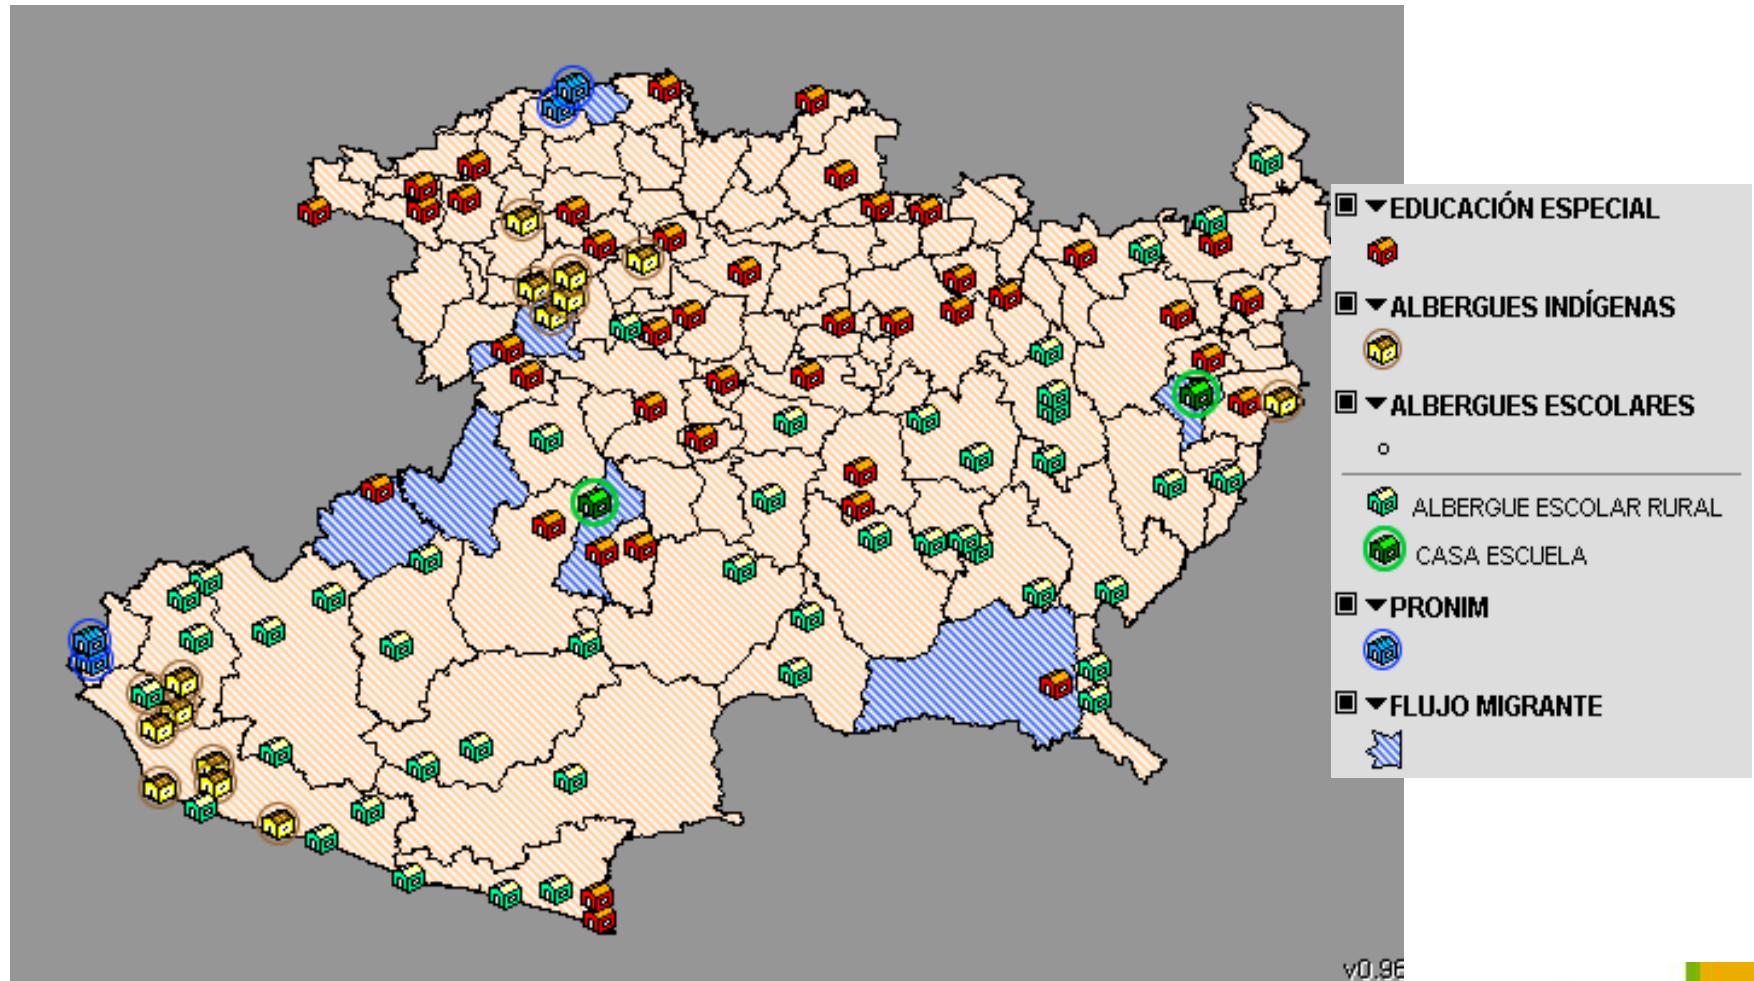 EDUCACIÓN ESPECIAL
ALBERGUES INDÍGENAS
ALBERGUES ESCOLARES
ALBERGUE ESCOLAR RURAL
CASA ESCUELA
PRONIM
FLUJO MIGRANTE
v0.96